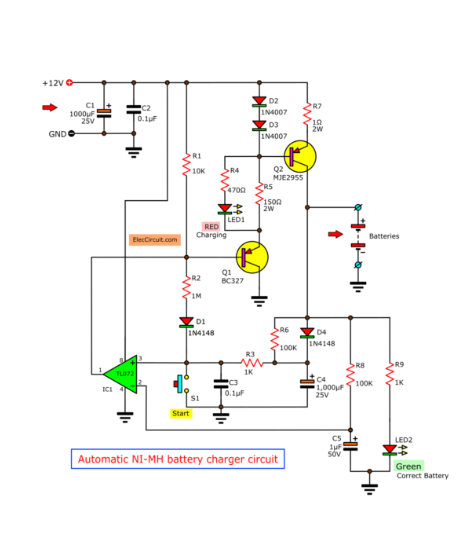 +12V
C1
1000µF
25V
+
C2
0.1µF
GND
D2
1N4007
D3
1N4007
R7
1Ω
2W
Q2
MJE2955
R1
10K
R4
470Ω
R5
150Ω
2W
LED1
RED
Charging
ElecCircuit.com
+
Batteries
−
Q1
BC327
R2
1M
D1
1N4148
R6
100K
D4
1N4148
R3
1K
R8
100K
R9
1K
8
3
+
1
TL072
2
-
IC1
4
S1
Start
C3
0.1µF
+
C4
1,000µF
25V
C5
1µF
50V
+
LED2
Green
Correct Battery
Automatic NI-MH battery charger circuit